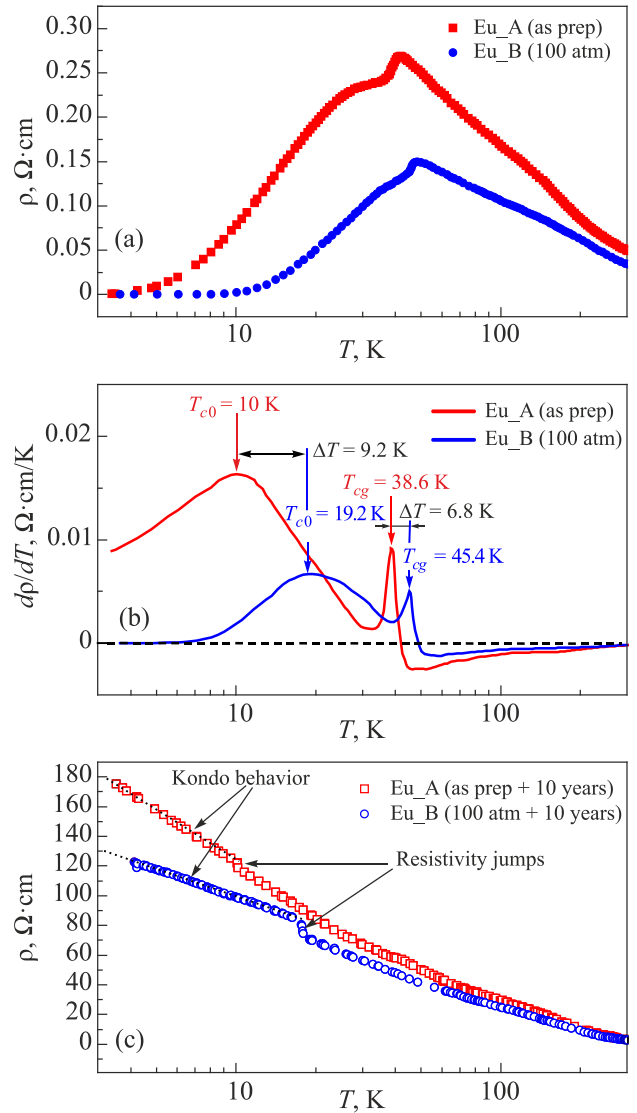 0.30
0.25
0.20
0.15
0.10
0.05
0
ρ, Ω·cm
Eu_A (as prep)
Eu_B (100 atm)
(a)
10
100
T, K
T_c0 = 10 K
Eu_A (as prep)
Eu_B (100 atm)
0.02
0.01
0
dρ/dT, Ω·cm/K
ΔT = 9.2 K
T_cg = 38.6 K
T_c0 = 19.2 K
ΔT = 6.8 K
T_cg = 45.4 K
(b)
10
100
T, K
180
160
140
120
100
80
60
40
20
0
ρ, Ω·cm
Kondo behavior
Eu_A (as prep + 10 years)
Eu_B (100 atm + 10 years)
Resistivity jumps
(c)
10
100
T, K